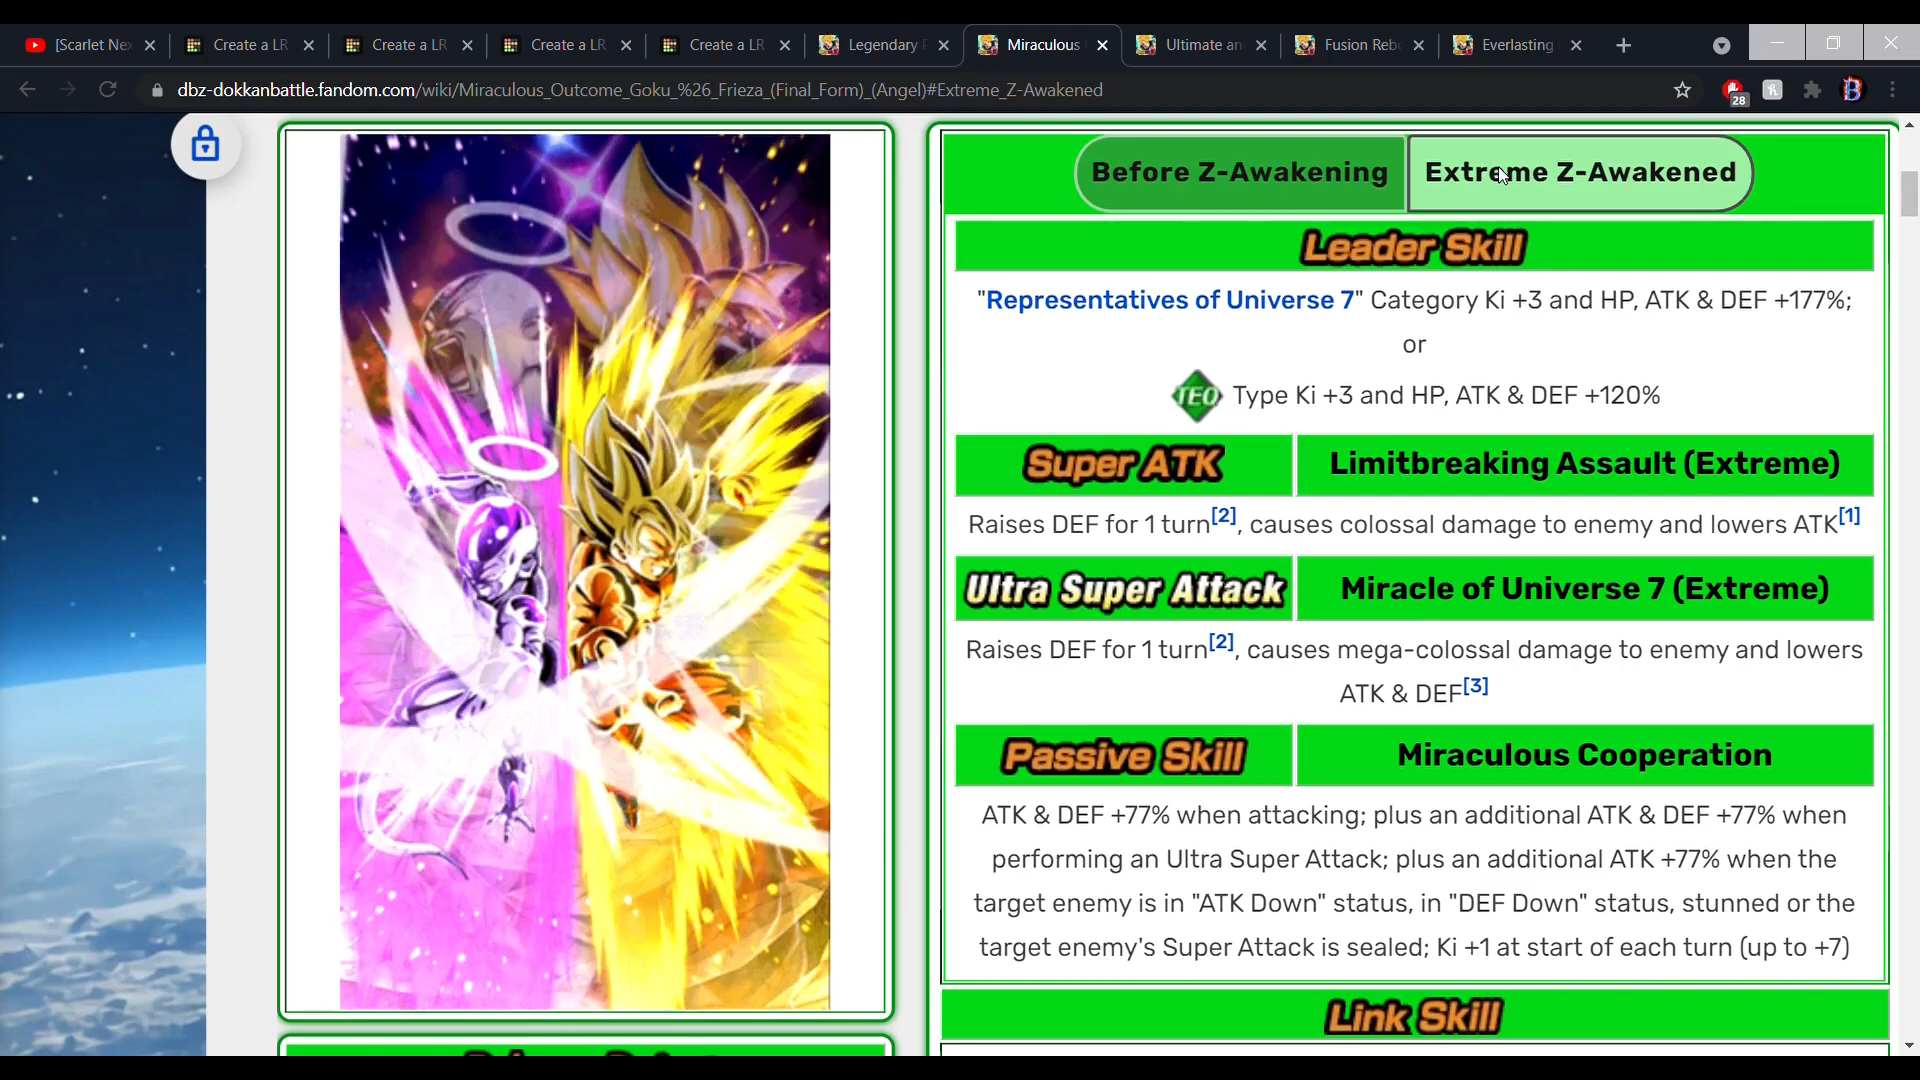 [Scarlet Ne
Create a LR
Create a LR
Create a LR
Create a LR
Legendary
Miraculous
Ultimate an
Fusion Reb
Everlasting
dbz-dokkanbattle.fandom.com/wiki/Miraculous_Outcome_Goku_%26_Frieza_(Final_Form)_(Angel)#Extreme_Z-Awakened
28
Before Z-Awakening
Extreme Z-Awakened
Leader Skill
"Representatives of Universe 7" Category Ki +3 and HP, ATK & DEF +177%;
or
TEQ Type Ki +3 and HP, ATK & DEF +120%
Super ATK
Limitbreaking Assault (Extreme)
Raises DEF for 1 turn[2], causes colossal damage to enemy and lowers ATK[1]
Ultra Super Attack
Miracle of Universe 7 (Extreme)
Raises DEF for 1 turn[2], causes mega-colossal damage to enemy and lowers
ATK & DEF[3]
Passive Skill
Miraculous Cooperation
ATK & DEF +77% when attacking; plus an additional ATK & DEF +77% when
performing an Ultra Super Attack; plus an additional ATK +77% when the
target enemy is in "ATK Down" status, in "DEF Down" status, stunned or the
target enemy's Super Attack is sealed; Ki +1 at start of each turn (up to +7)
Link Skill